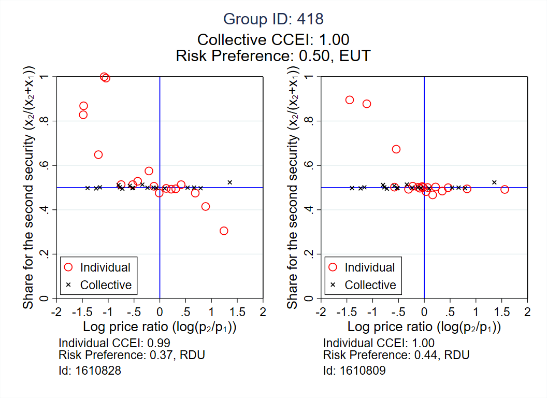 Group ID: 418
Collective CCEI: 1.00
Risk Preference: 0.50, EUT
Share for the second security (x₂/(x₂+x₁))
0 .2 .4 .6 .8 1
Individual
Collective
-2 -1.5 -1 -.5 0 .5 1 1.5 2
Log price ratio (log(p₂/p₁))
Individual CCEI: 0.99
Risk Preference: 0.37, RDU
Id: 1610828
Share for the second security (x₂/(x₂+x₁))
0 .2 .4 .6 .8 1
Individual
Collective
-2 -1.5 -1 -.5 0 .5 1 1.5 2
Log price ratio (log(p₂/p₁))
Individual CCEI: 1.00
Risk Preference: 0.44, RDU
Id: 1610809